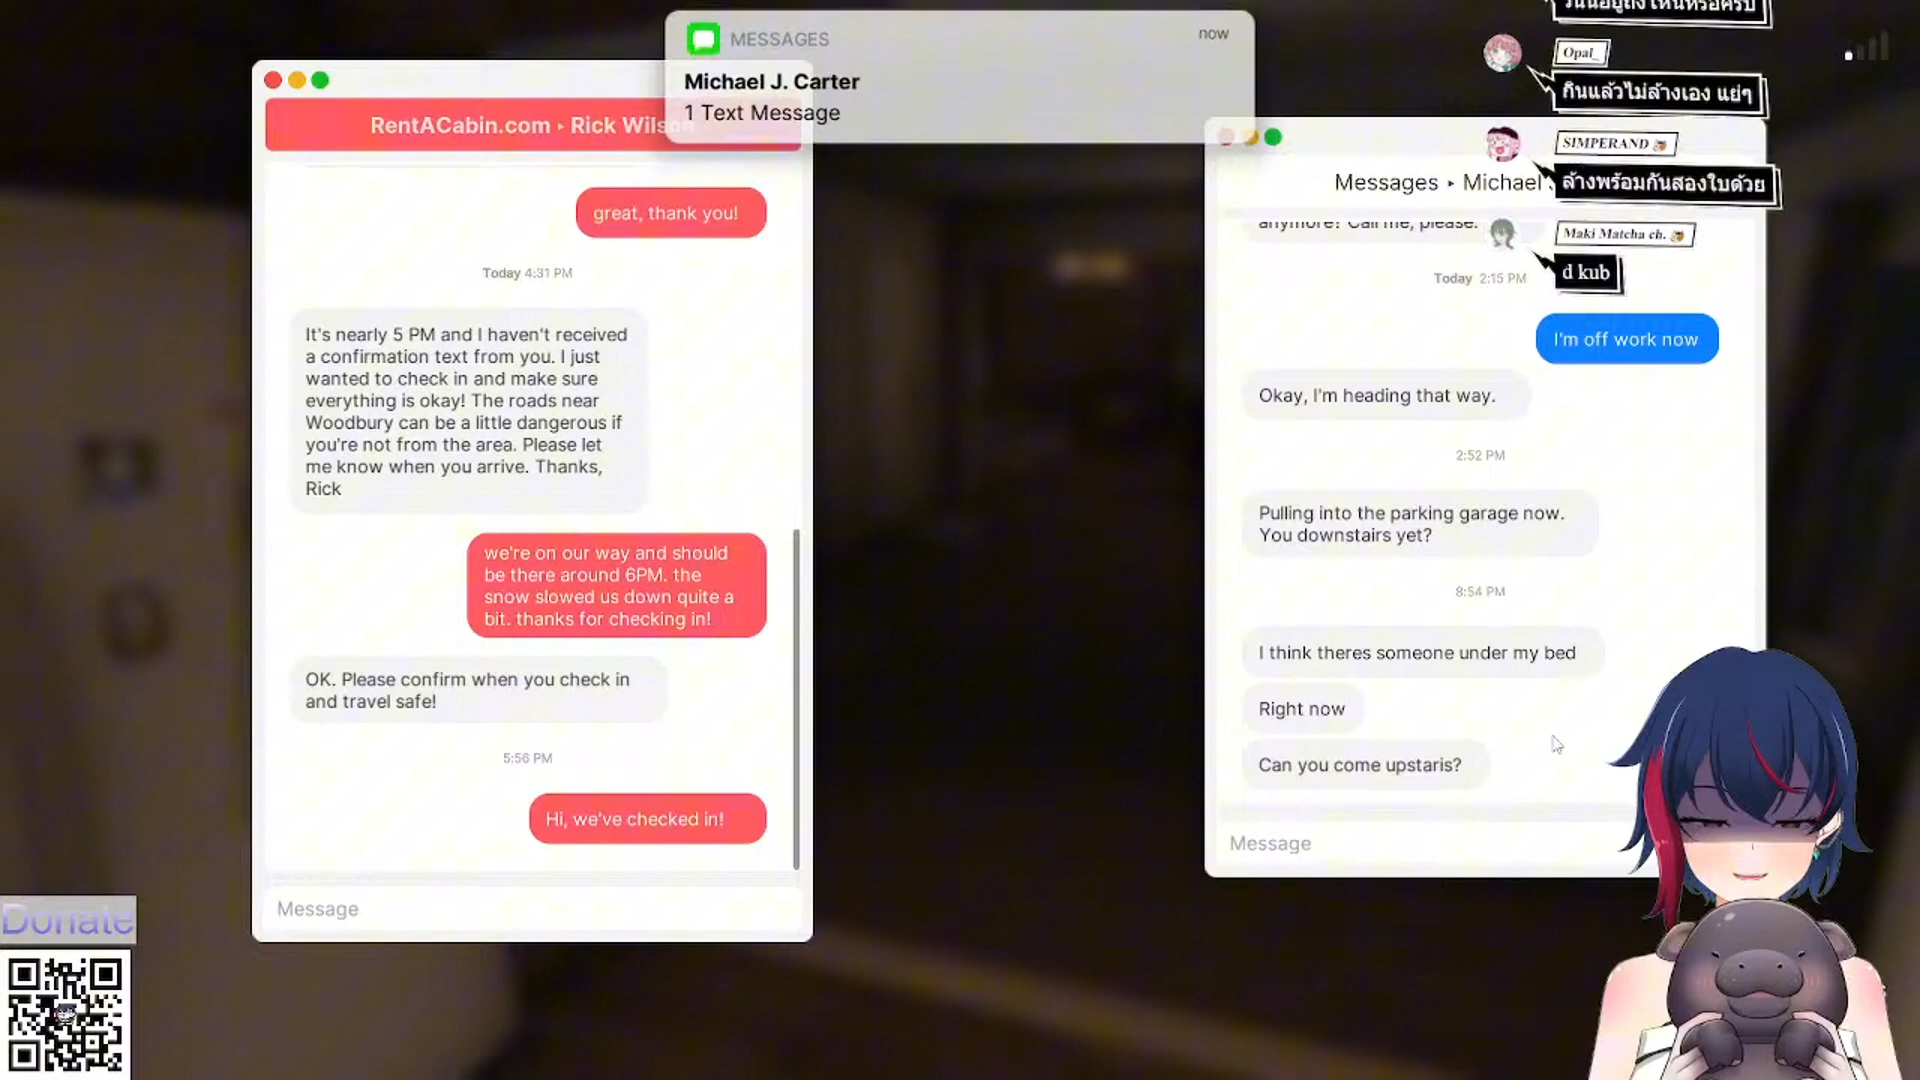 MESSAGES
now
Michael J. Carter
1 Text Message
RentACabin.com ▸ Rick Wilson
great, thank you!
Today 4:31 PM
It's nearly 5 PM and I haven't received
a confirmation text from you. I just
wanted to check in and make sure
everything is okay! The roads near
Woodbury can be a little dangerous if
you're not from the area. Please let
me know when you arrive. Thanks,
Rick
we're on our way and should
be there around 6PM. the
snow slowed us down quite a
bit. thanks for checking in!
OK. Please confirm when you check in
and travel safe!
5:56 PM
Hi, we've checked in!
Message
Messages ▸ Michael
anymore? Call me, please.
Today 2:15 PM
I'm off work now
Okay, I'm heading that way.
2:52 PM
Pulling into the parking garage now.
You downstairs yet?
8:54 PM
I think theres someone under my bed
Right now
Can you come upstaris?
Message
Opal_
กินแล้วไม่ล้างเอง แย่ๆ
SIMPERAND
ล้างพร้อมกันสองใบด้วย
Maki Matcha ch.
d kub
Donate